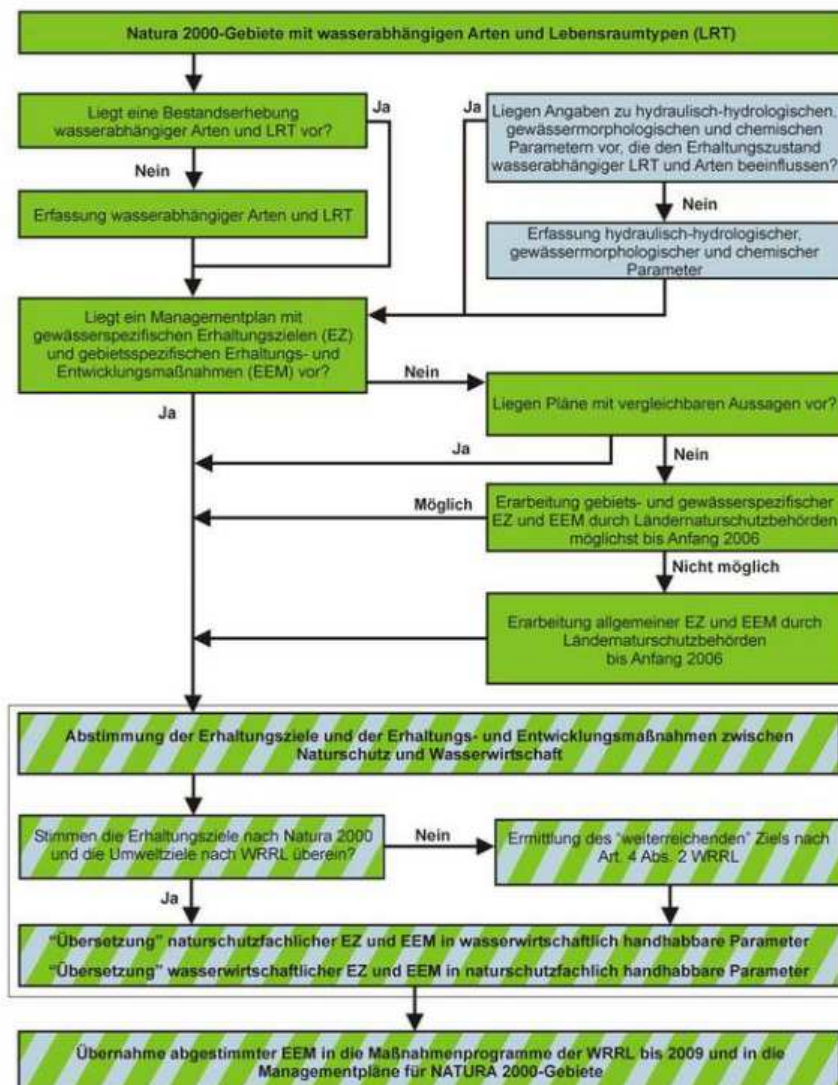 Natura 2000-Gebiete mit wasserabhängigen Arten und Lebensraumtypen (LRT)
Liegt eine Bestandserhebung
wasserabhängiger Arten und LRT vor?
Ja
Ja
Liegen Angaben zu hydraulisch-hydrologischen,
gewässermorphologischen und chemischen
Parametern vor, die den Erhaltungszustand
wasserabhängiger LRT und Arten beeinflussen?
Nein
Nein
Erfassung wasserabhängiger Arten und LRT
Erfassung hydraulisch-hydrologischer,
gewässermorphologischer und chemischer
Parameter
Liegt ein Managementplan mit
gewässerspezifischen Erhaltungszielen (EZ)
und gebietsspezifischen Erhaltungs- und
Entwicklungsmaßnahmen (EEM) vor?
Nein
Ja
Liegen Pläne mit vergleichbaren Aussagen vor?
Ja
Nein
Möglich
Erarbeitung gebiets- und gewässerspezifischer
EZ und EEM durch Ländernaturschutzbehörden
möglichst bis Anfang 2006
Nicht möglich
Erarbeitung allgemeiner EZ und EEM durch
Ländernaturschutzbehörden
bis Anfang 2006
Abstimmung der Erhaltungsziele und der Erhaltungs- und Entwicklungsmaßnahmen zwischen
Naturschutz und Wasserwirtschaft
Stimmen die Erhaltungsziele nach Natura 2000
und die Umweltziele nach WRRL überein?
Nein
Ermittlung des "weiterreichenden" Ziels nach
Art. 4 Abs. 2 WRRL
Ja
"Übersetzung" naturschutzfachlicher EZ und EEM in wasserwirtschaftlich handhabbare Parameter
"Übersetzung" wasserwirtschaftlicher EZ und EEM in naturschutzfachlich handhabbare Parameter
Übernahme abgestimmter EEM in die Maßnahmenprogramme der WRRL bis 2009 und in die
Managementpläne für NATURA 2000-Gebiete